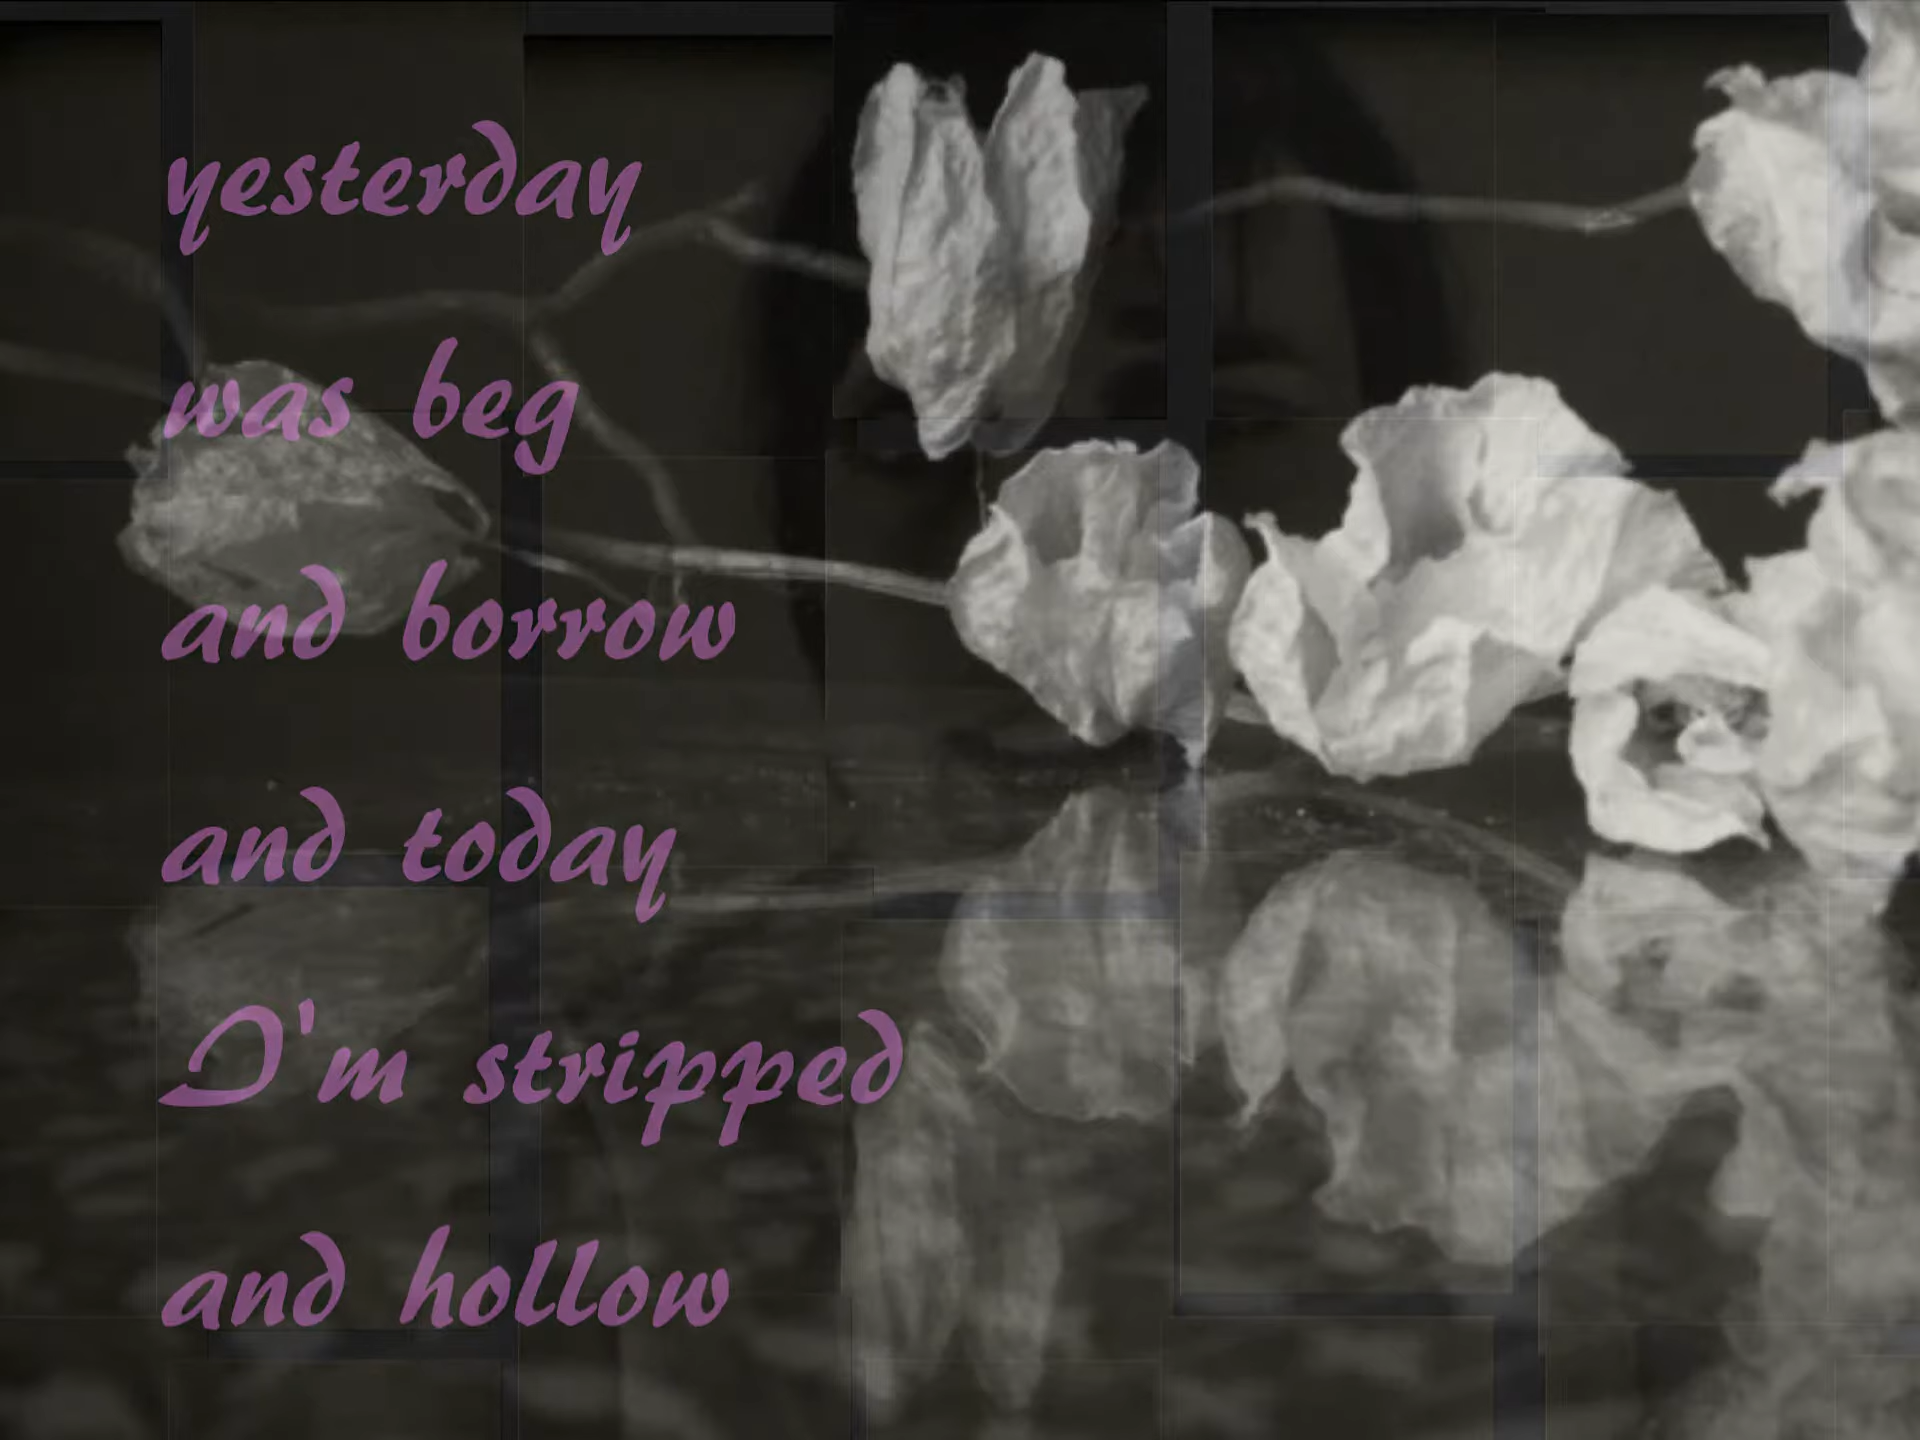 yesterday
was beg
and borrow
and today
I'm stripped
and hollow